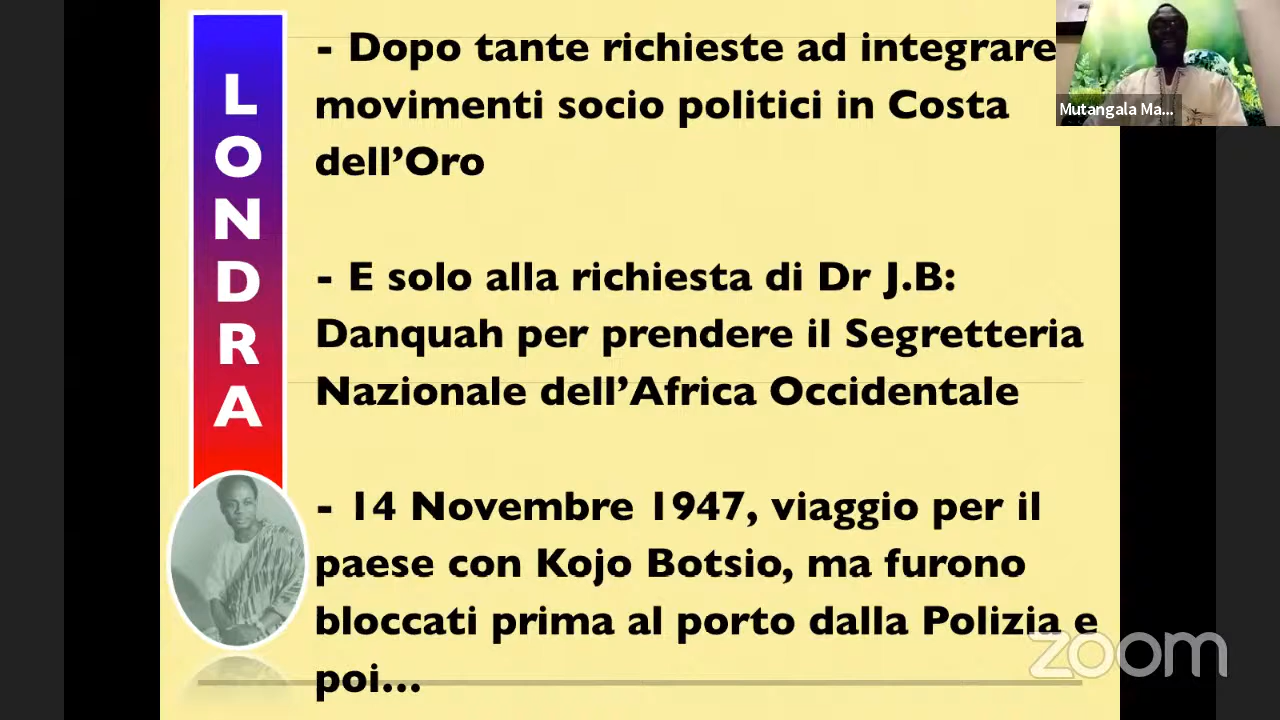 LONDRA
- Dopo tante richieste ad integrare
movimenti socio politici in Costa
dell’Oro
- E solo alla richiesta di Dr J.B:
Danquah per prendere il Segretteria
Nazionale dell’Africa Occidentale
- 14 Novembre 1947, viaggio per il
paese con Kojo Botsio, ma furono
bloccati prima al porto dalla Polizia e
poi...
Mutangala Ma...
zoom